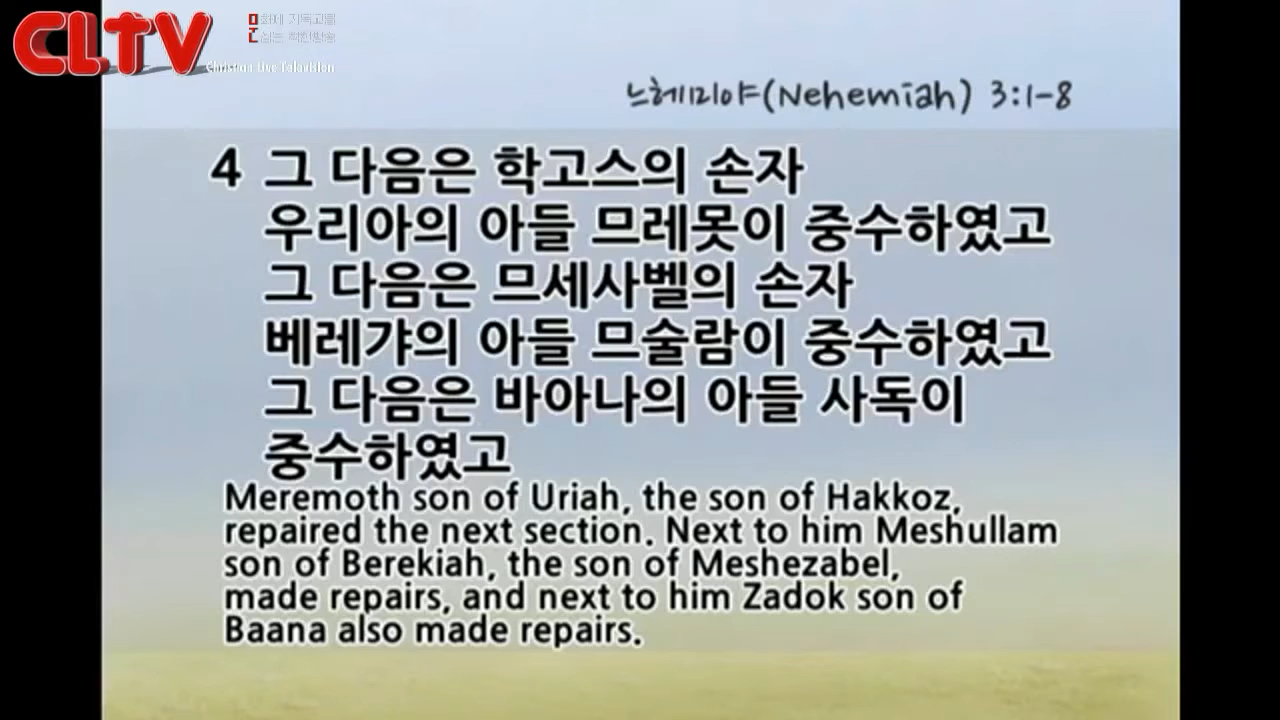 CLTV
Christian Live Television
느헤미야(Nehemiah) 3:1-8
4 그 다음은 학고스의 손자
우리아의 아들 므레못이 중수하였고
그 다음은 므세사벨의 손자
베레갸의 아들 므술람이 중수하였고
그 다음은 바아나의 아들 사독이
중수하였고
Meremoth son of Uriah, the son of Hakkoz,
repaired the next section. Next to him Meshullam
son of Berekiah, the son of Meshezabel,
made repairs, and next to him Zadok son of
Baana also made repairs.